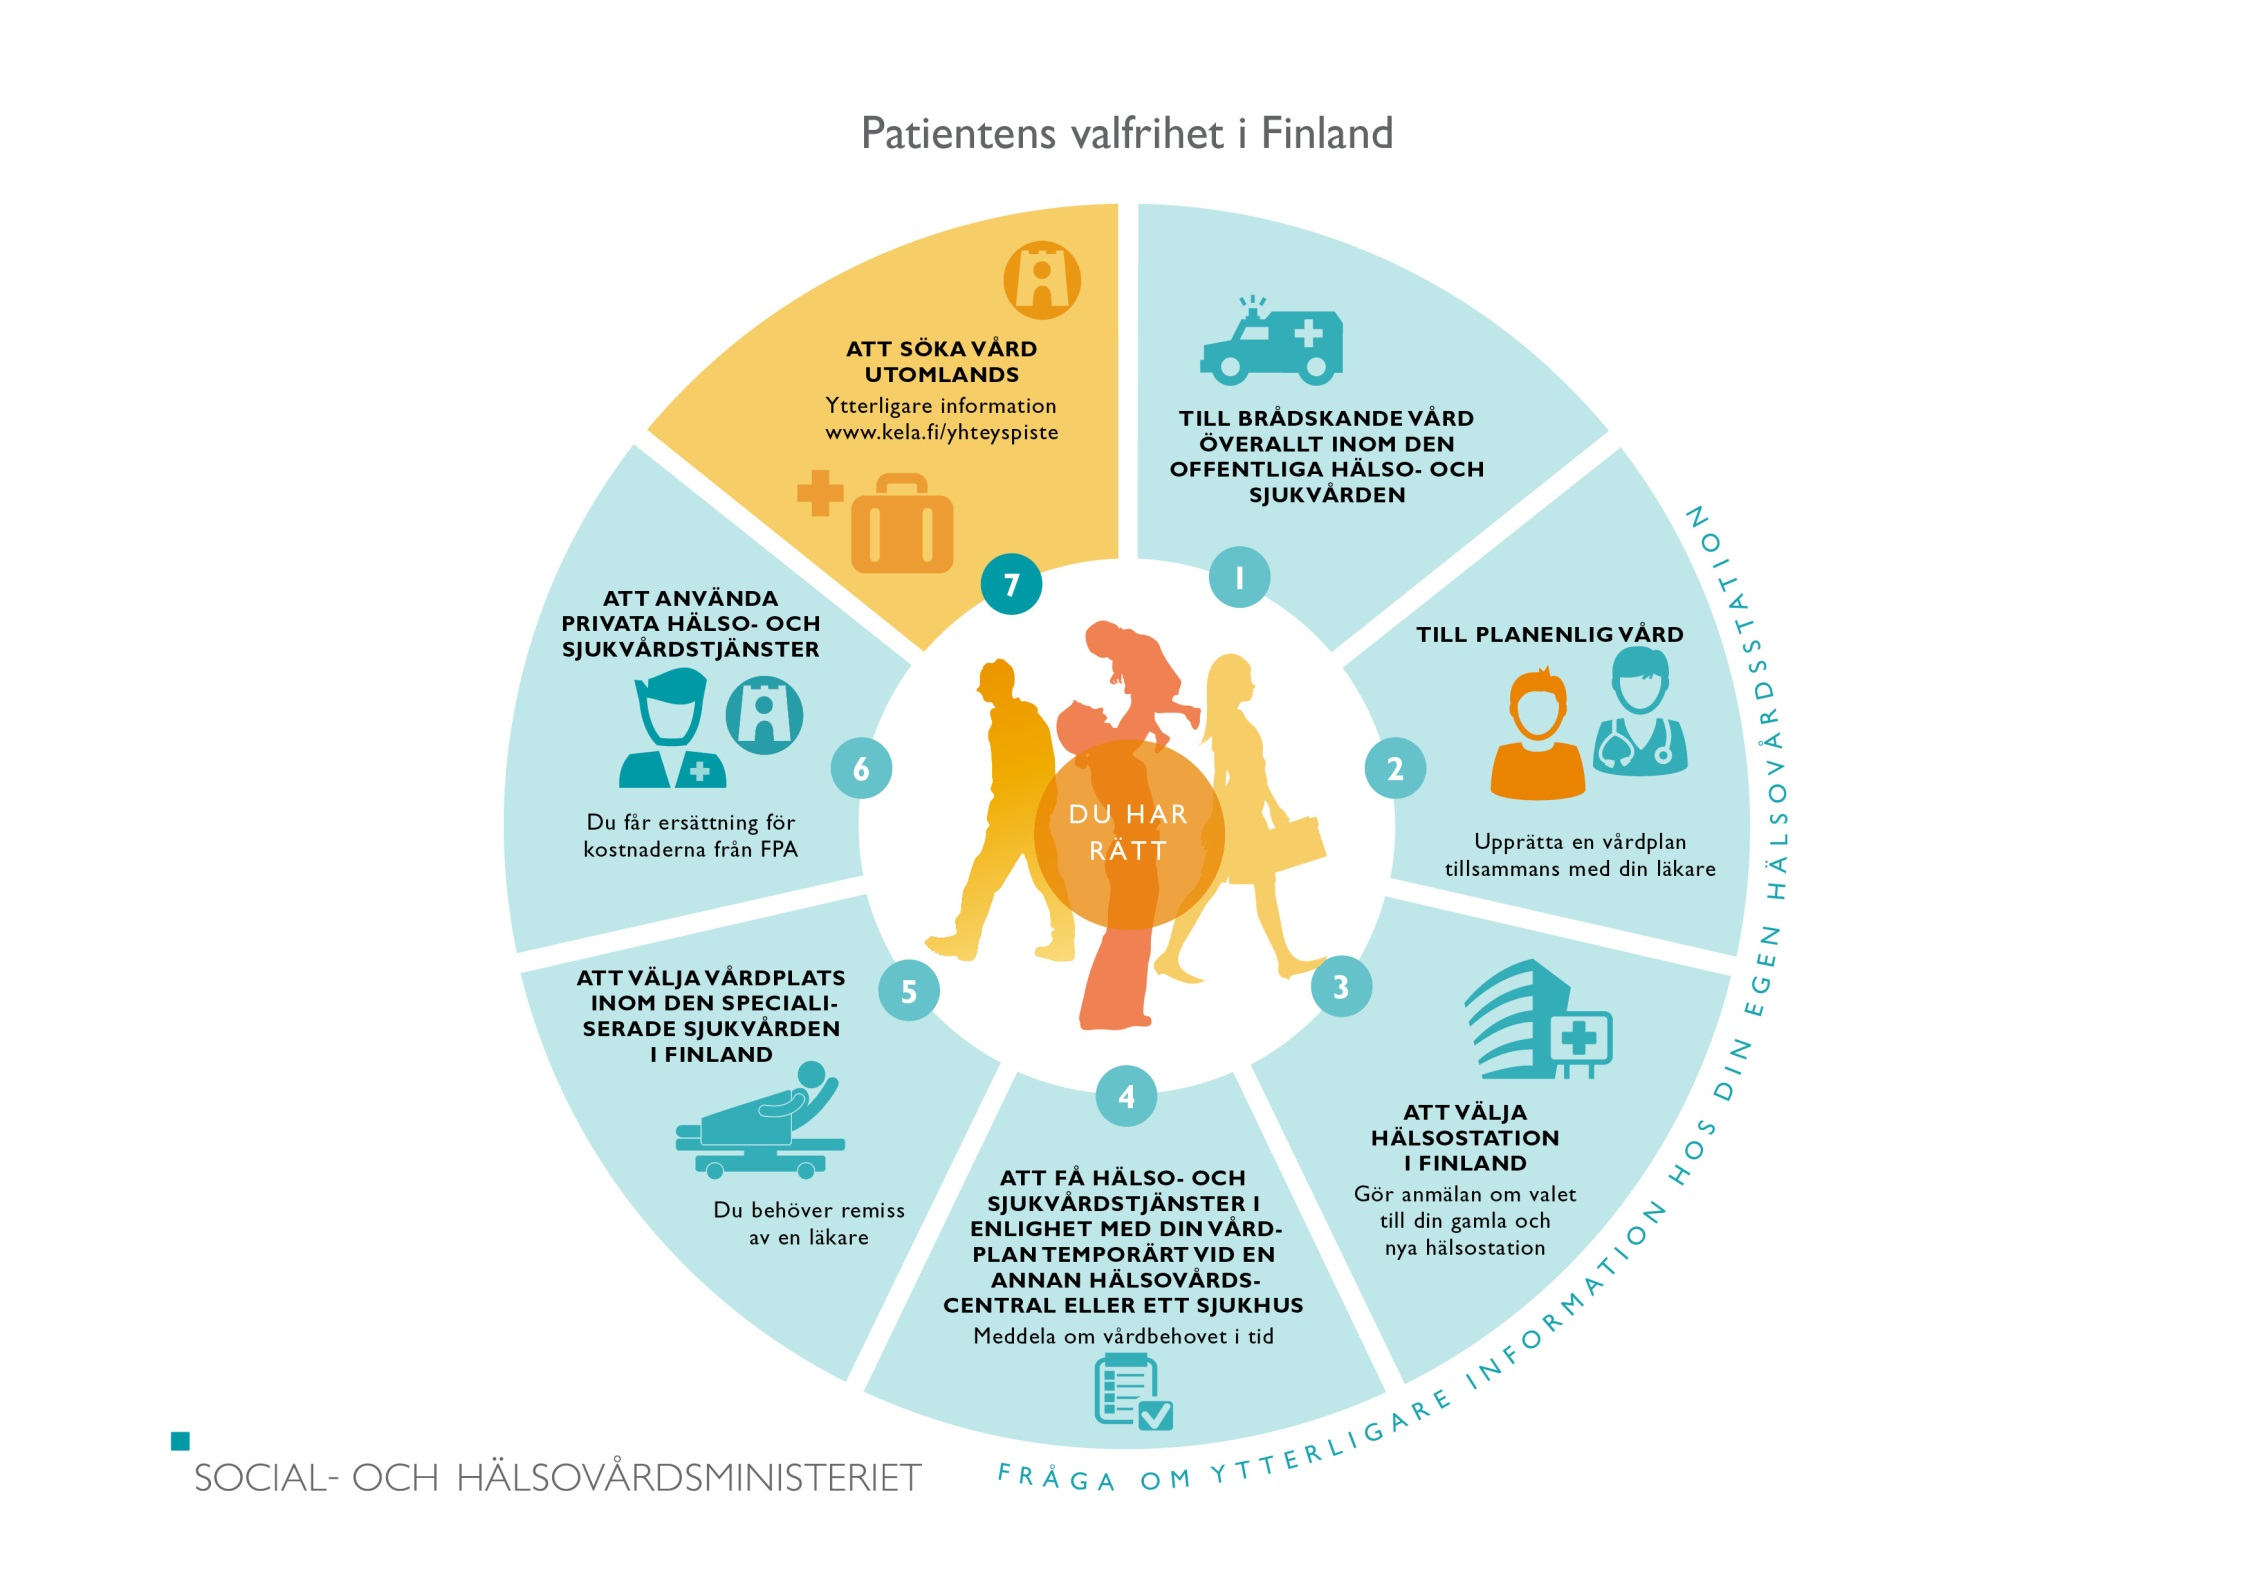 Patientens valfrihet i Finland
DU HAR
RÄTT
1
TILL BRÅDSKANDE VÅRD
ÖVERALLT INOM DEN
OFFENTLIGA HÄLSO- OCH
SJUKVÅRDEN
2
TILL PLANENLIG VÅRD
Upprätta en vårdplan
tillsammans med din läkare
3
ATT VÄLJA
HÄLSOSTATION
I FINLAND
Gör anmälan om valet
till din gamla och
nya hälsostation
4
ATT FÅ HÄLSO- OCH
SJUKVÅRDSTJÄNSTER I
ENLIGHET MED DIN VÅRD-
PLAN TEMPORÄRT VID EN
ANNAN HÄLSOVÅRDS-
CENTRAL ELLER ETT SJUKHUS
Meddela om vårdbehovet i tid
5
ATT VÄLJA VÅRDPLATS
INOM DEN SPECIALI-
SERADE SJUKVÅRDEN
I FINLAND
Du behöver remiss
av en läkare
6
ATT ANVÄNDA
PRIVATA HÄLSO- OCH
SJUKVÅRDSTJÄNSTER
Du får ersättning för
kostnaderna från FPA
7
ATT SÖKA VÅRD
UTOMLANDS
Ytterligare information
www.kela.fi/yhteyspiste
FRÅGA OM YTTERLIGARE INFORMATION HOS DIN EGEN HÄLSOVÅRDSSTATION
SOCIAL- OCH HÄLSOVÅRDSMINISTERIET